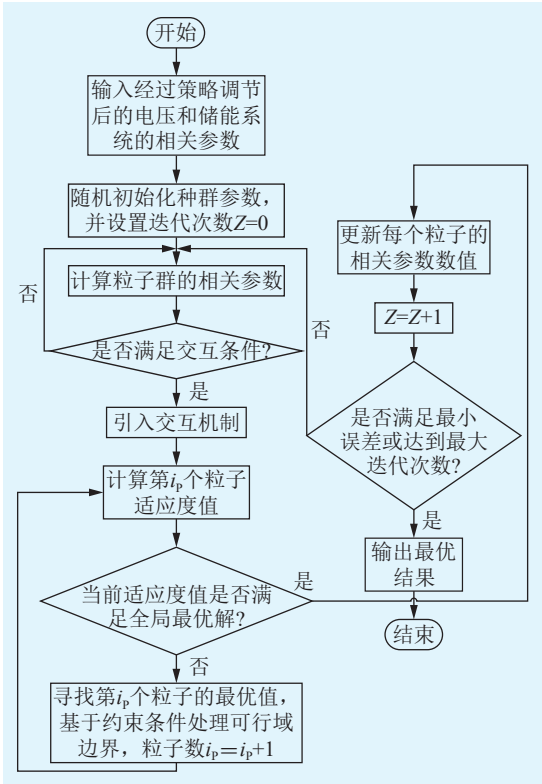 开始
输入经过策略调节
后的电压和储能系
统的相关参数
随机初始化种群参数，
并设置迭代次数Z=0
计算粒子群的相关参数
否
是否满足交互条件?
是
引入交互机制
计算第iP个粒子
适应度值
当前适应度值是否满
足全局最优解?
是
否
寻找第iP个粒子的最优值，
基于约束条件处理可行域
边界，粒子数iP=iP+1
更新每个粒子的
相关参数数值
Z=Z+1
否
是否满足最小
误差或达到最大
迭代次数?
是
输出最优
结果
结束